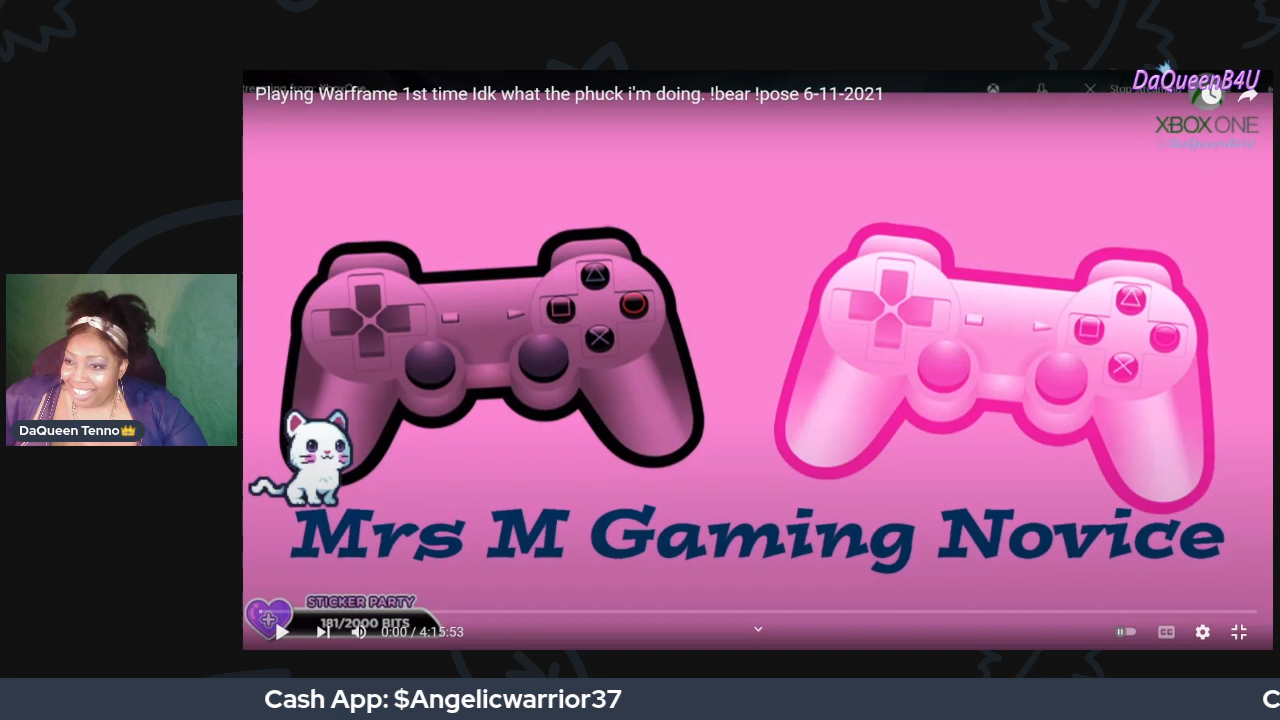 DaQueenB4U
Playing Warframe 1st time Idk what the phuck i'm doing. !bear !pose 6-11-2021
XBOX ONE
DaQueen Tenno
Mrs M Gaming Novice
STICKER PARTY
181/2000 BITS
0:00 / 4:15:53
CC
Cash App: $Angelicwarrior37
C